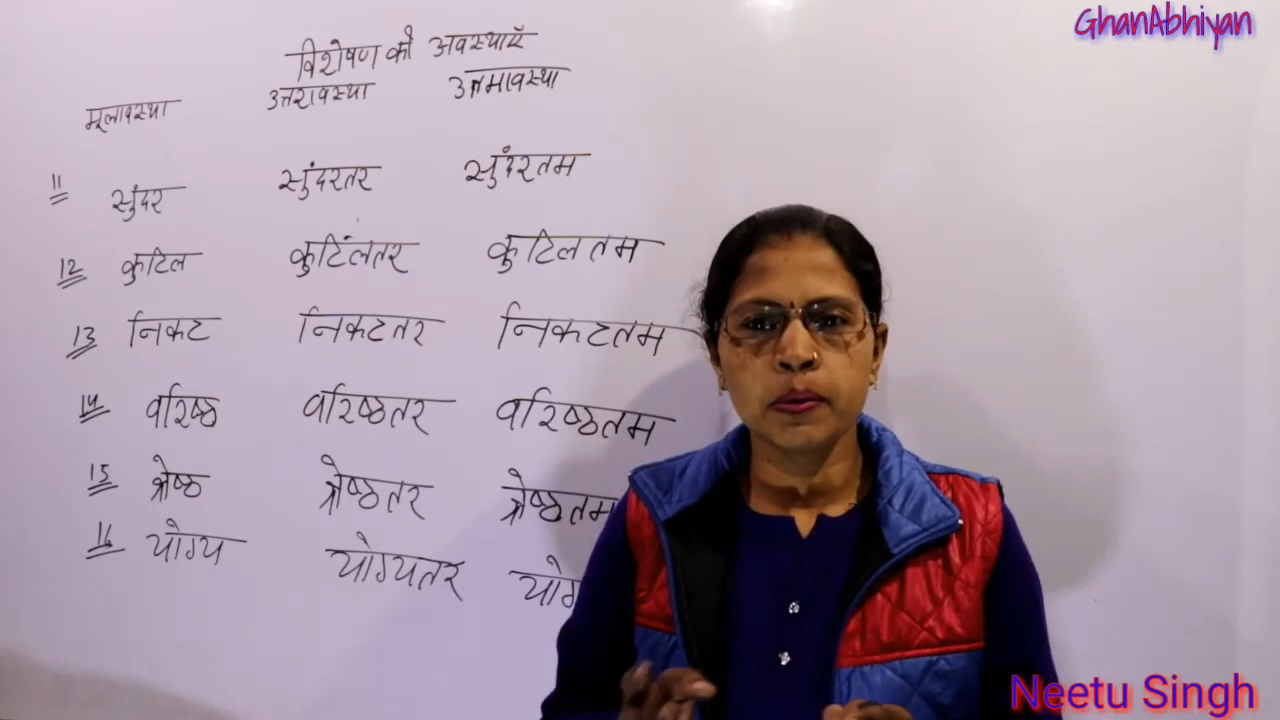 GhanAbhiyan
विशेषण की अवस्थाएँ
मूलावस्था उत्तरावस्था उत्तमावस्था
11 सुंदर सुंदरतर सुंदरतम
12 कुटिल कुटिलतर कुटिलतम
13 निकट निकटतर निकटतम
14 वरिष्ठ वरिष्ठतर वरिष्ठतम
15 श्रेष्ठ श्रेष्ठतर श्रेष्ठतम
16 योग्य योग्यतर
Neetu Singh